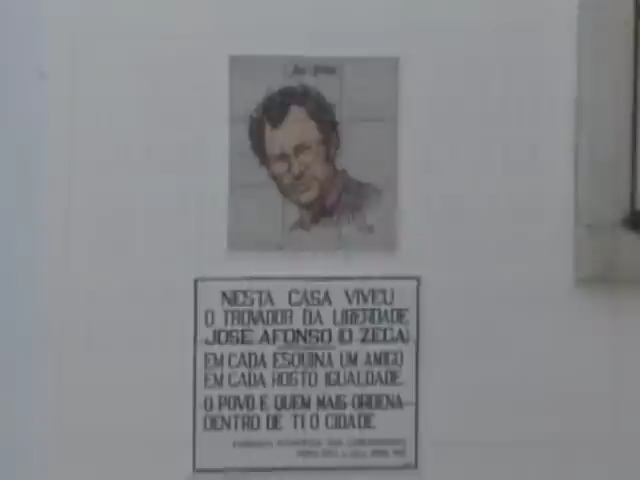 NESTA CASA VIVEU
O TROVADOR DA LIBERDADE
JOSE AFONSO (O ZECA)
EM CADA ESQUINA UM AMIGO
EM CADA ROSTO IGUALDADE.
O POVO É QUEM MAIS ORDENA
DENTRO DE TI Ó CIDADE